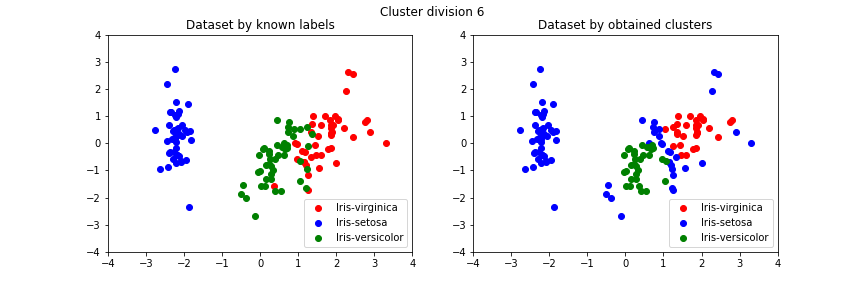 Cluster division 6
Dataset by known labels
4
3
2
1
0
−1
−2
−3
−4
−4 −3 −2 −1 0 1 2 3 4
Iris-virginica
Iris-setosa
Iris-versicolor
Dataset by obtained clusters
4
3
2
1
0
−1
−2
−3
−4
−4 −3 −2 −1 0 1 2 3 4
Iris-virginica
Iris-setosa
Iris-versicolor